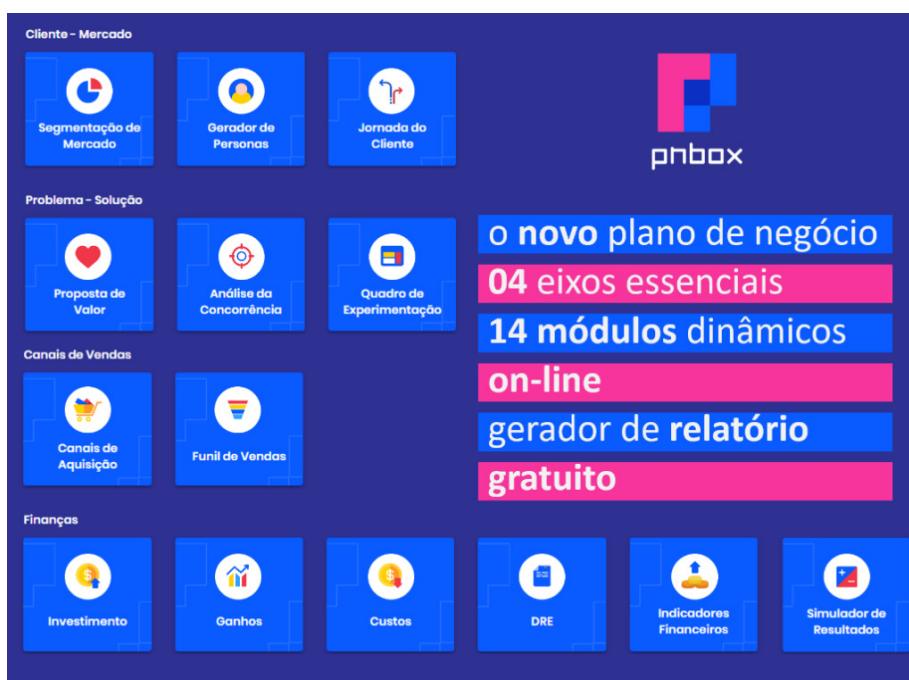 Cliente - Mercado
Segmentação de
Mercado
Gerador de
Personas
Jornada do
Cliente
pnbox
Problema - Solução
Proposta de
Valor
Análise da
Concorrência
Quadro de
Experimentação
o novo plano de negócio
04 eixos essenciais
14 módulos dinâmicos
on-line
gerador de relatório
gratuito
Canais de Vendas
Canais de
Aquisição
Funil de Vendas
Finanças
Investimento
Ganhos
Custos
DRE
Indicadores
Financeiros
Simulador de
Resultados